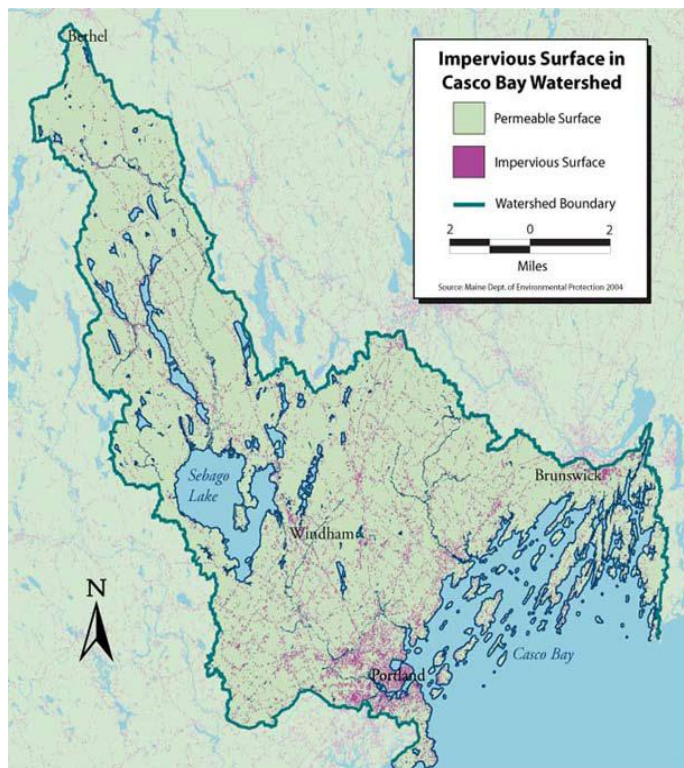 Bethel
Impervious Surface in
Casco Bay Watershed
Permeable Surface
Impervious Surface
Watershed Boundary
2 0 2
Miles
Source: Maine Dept. of Environmental Protection 2004
Sebago
Lake
Brunswick
Windham
N
Casco Bay
Portland